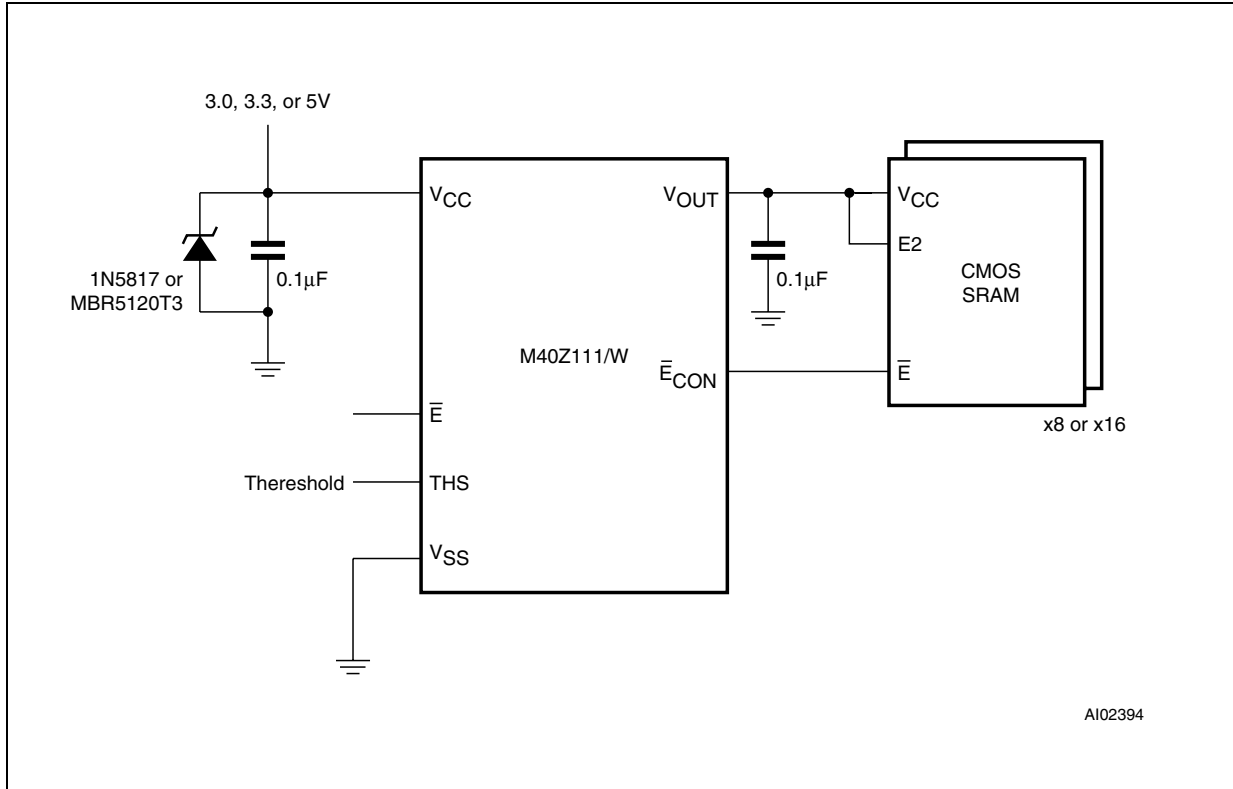 3.0, 3.3, or 5V
VCC
VOUT
VCC
E2
1N5817 or
MBR5120T3
0.1μF
0.1μF
CMOS
SRAM
M40Z111/W
E̅CON
E̅
x8 or x16
E̅
Thereshold
THS
VSS
AI02394